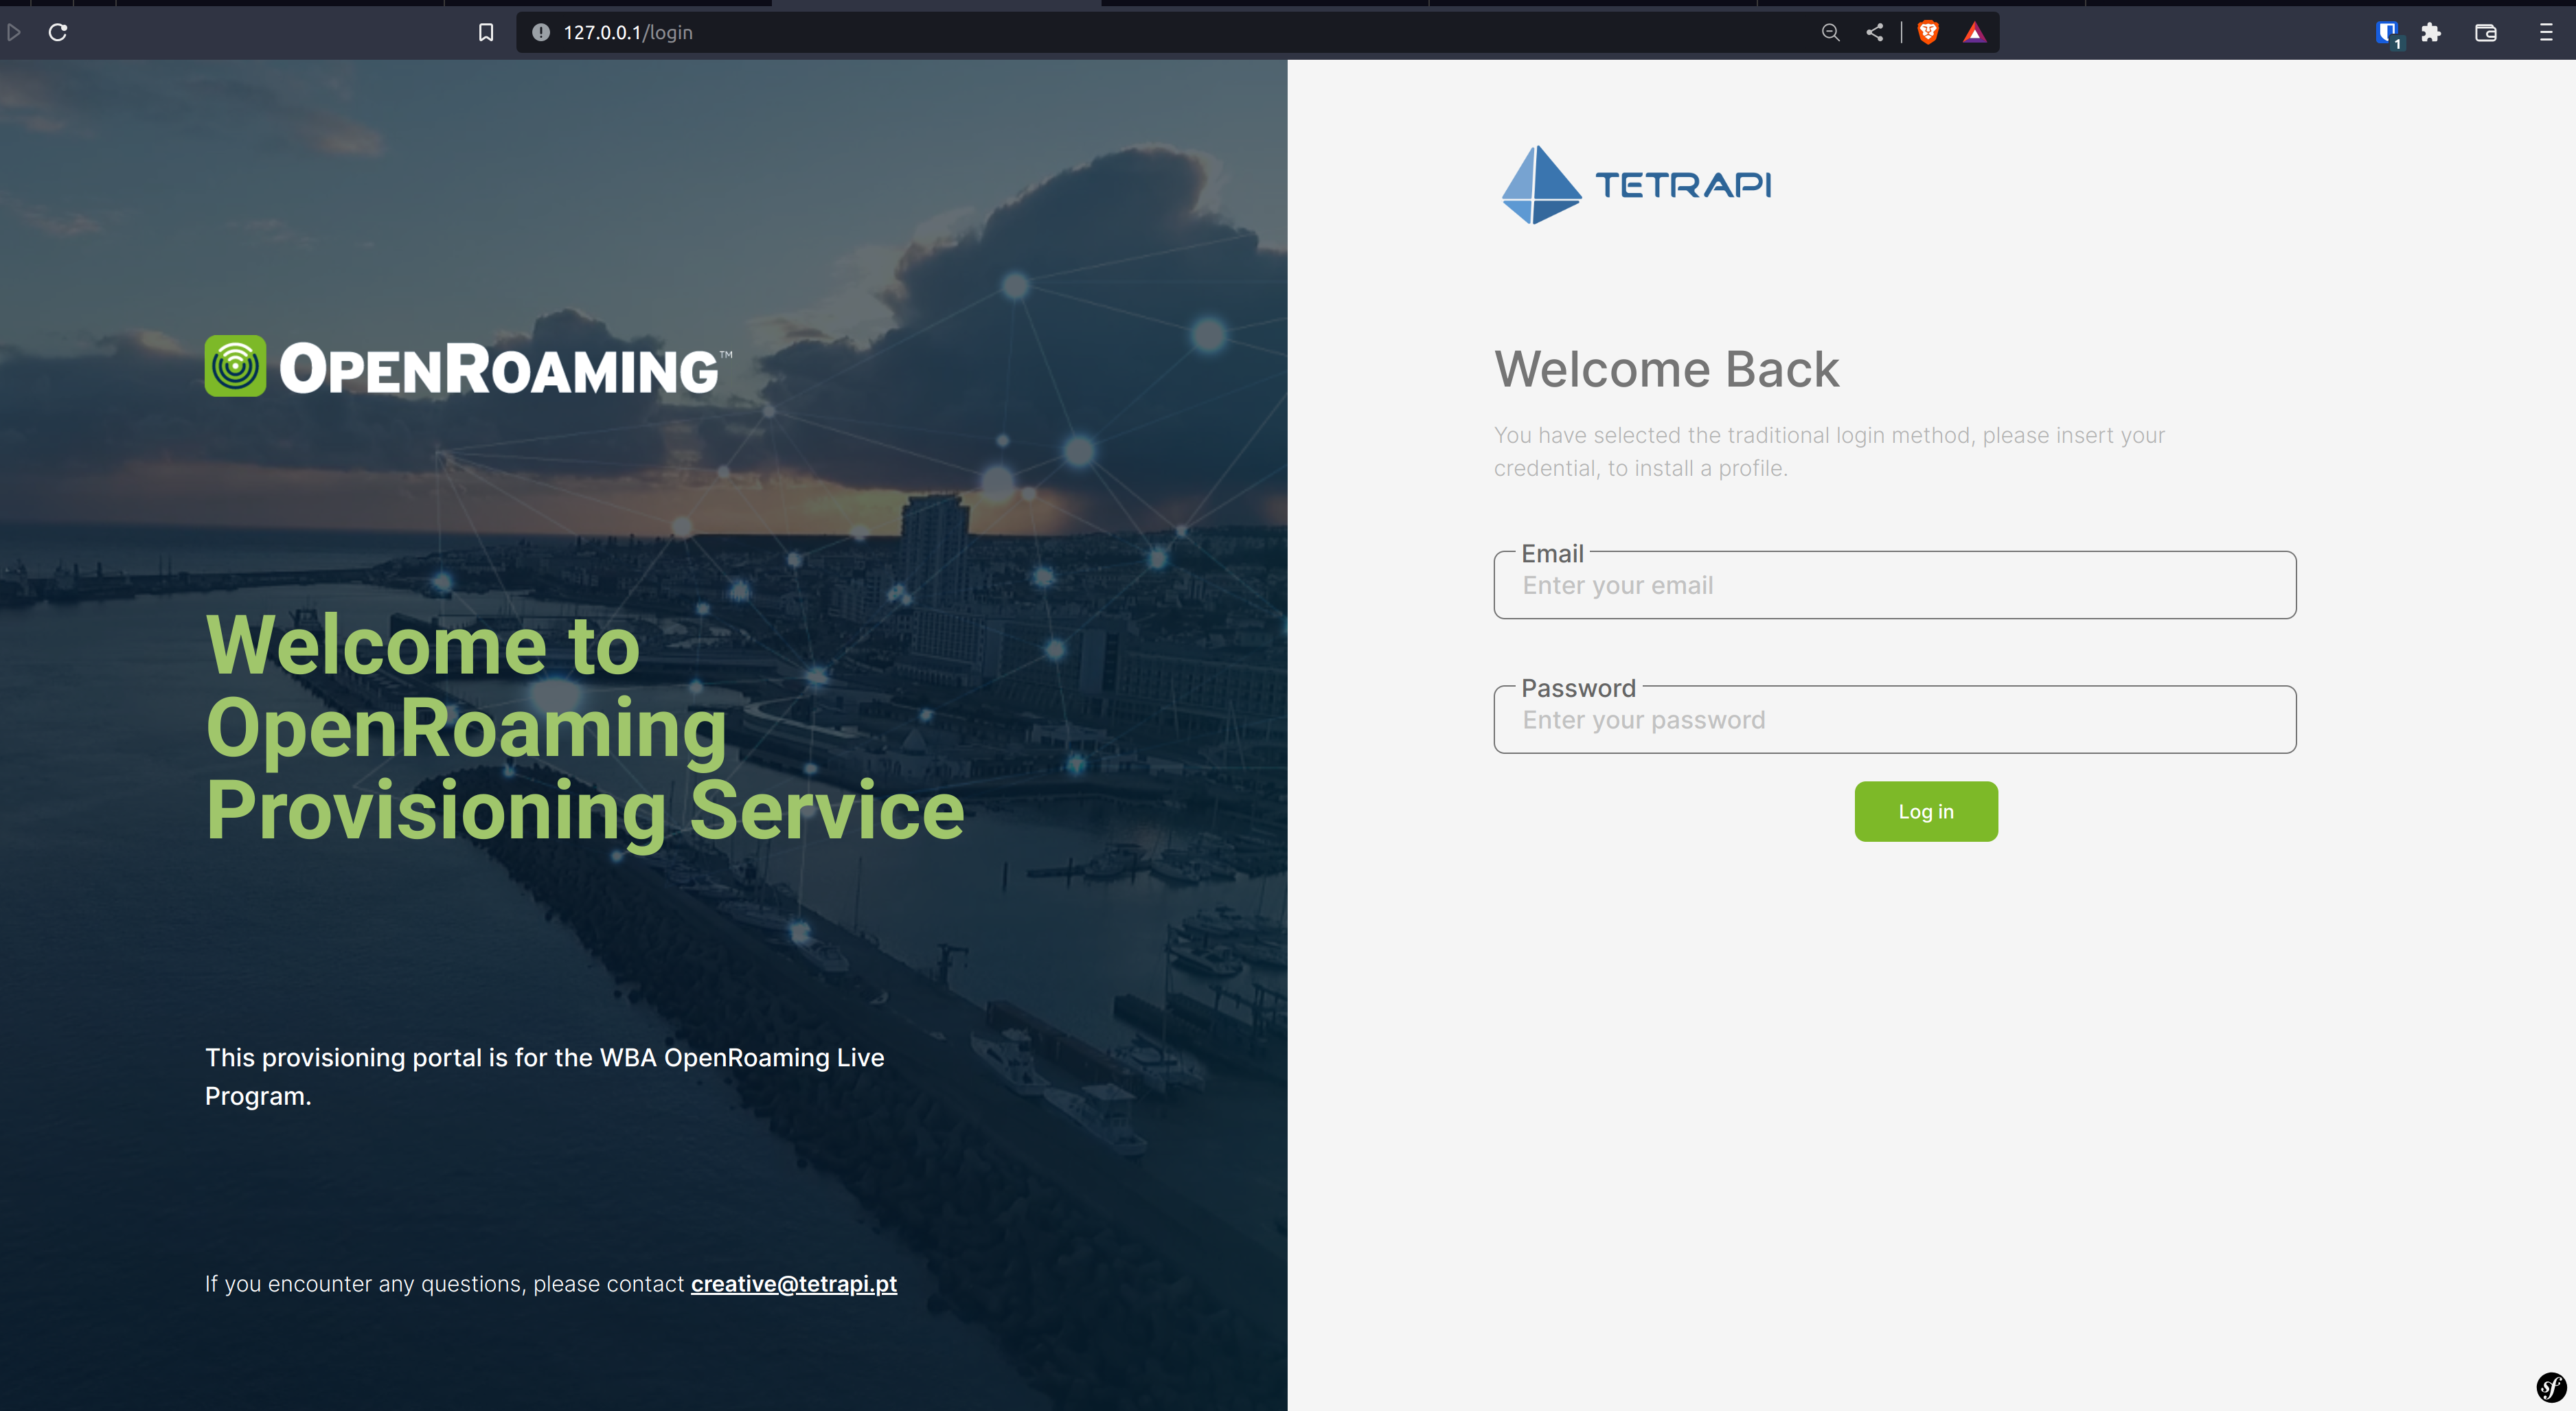 127.0.0.1/login
1
OPENROAMING™
Welcome to
OpenRoaming
Provisioning Service
This provisioning portal is for the WBA OpenRoaming Live
Program.
If you encounter any questions, please contact creative@tetrapi.pt
TETRAPI
Welcome Back
You have selected the traditional login method, please insert your
credential, to install a profile.
Email
Enter your email
Password
Enter your password
Log in
sf